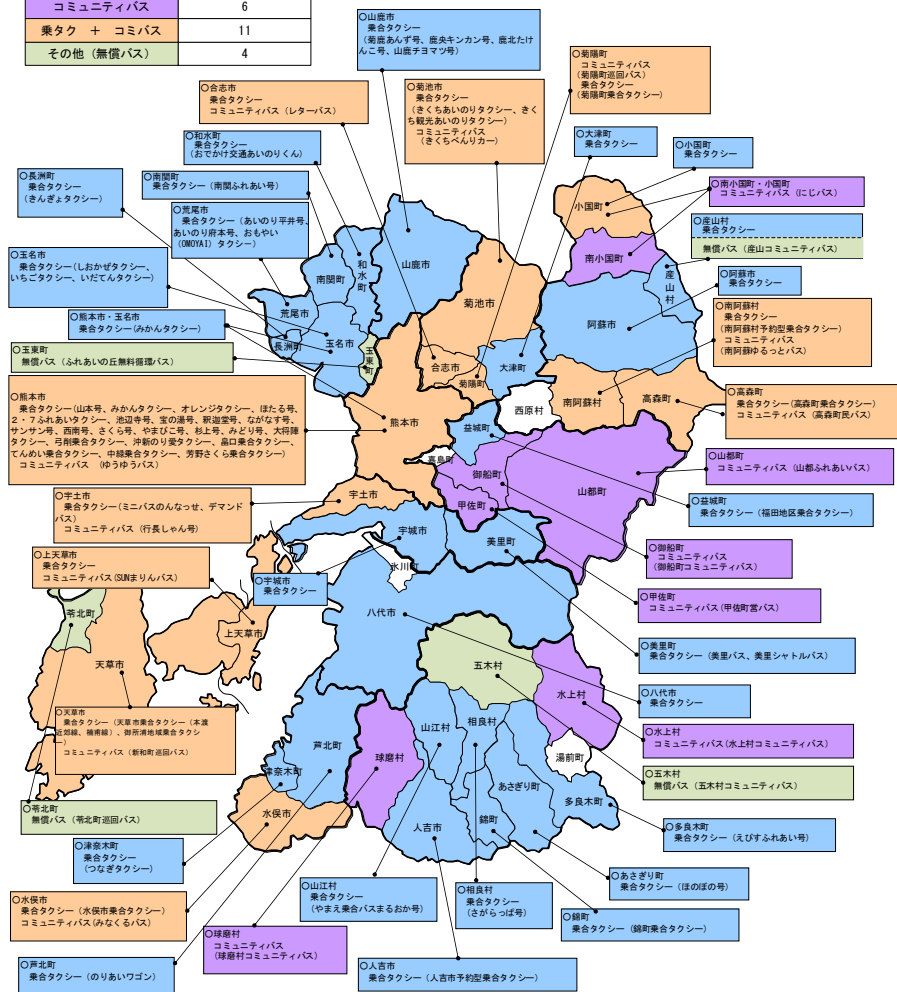 コミュニティバス 6
乗タク ＋ コミバス 11
その他（無償バス） 4
〇山鹿市
乗合タクシー
（菊鹿あんず号、鹿央キンカン号、鹿北たけ
んこ号、山鹿チヨマツ号）
〇菊陽町
コミュニティバス
（菊陽町巡回バス）
乗合タクシー
（菊陽町乗合タクシー）
〇合志市
乗合タクシー
コミュニティバス（レターバス）
〇菊池市
乗合タクシー
（きくちあいのりタクシー、きく
ち観光あいのりタクシー）
コミュニティバス
（きくちべんりカー）
〇和水町
乗合タクシー
（おでかけ交通あいのりくん）
〇大津町
乗合タクシー
〇小国町
乗合タクシー
〇長洲町
乗合タクシー
（きんぎょタクシー）
〇南関町
乗合タクシー（南関ふれあい号）
〇南小国町・小国町
コミュニティバス（にじバス）
〇荒尾市
乗合タクシー（あいのり平井号、
あいのり府本号、おもやい
（OMOYAI）タクシー）
〇産山村
乗合タクシー
無償バス（産山コミュニティバス）
〇玉名市
乗合タクシー（しおかぜタクシー、
いちごタクシー、いだてんタクシー）
〇阿蘇市
乗合タクシー
〇熊本市・玉名市
乗合タクシー（みかんタクシー）
〇南阿蘇村
乗合タクシー
（南阿蘇村予約型乗合タクシー）
コミュニティバス
（南阿蘇ゆるっとバス）
〇玉東町
無償バス（ふれあいの丘無料循環バス）
〇熊本市
乗合タクシー（山本号、みかんタクシー、オレンジタクシー、ほたる号、
２・７ふれあいタクシー、池辺寺号、宝の湯号、釈迦堂号、ながなす号、
サンサン号、西南号、さくら号、やまびこ号、杉上号、みどり号、大将陣
タクシー、弓削乗合タクシー、沖新のり愛タクシー、畠口乗合タクシー、
てんめい乗合タクシー、中緑乗合タクシー、芳野さくら乗合タクシー）
コミュニティバス （ゆうゆうバス）
〇高森町
乗合タクシー（高森町乗合タクシー）
コミュニティバス（高森町民バス）
〇山都町
コミュニティバス（山都ふれあいバス）
〇宇土市
乗合タクシー（ミニバスのんなっせ、デマンド
バス）
コミュニティバス（行長しゃん号）
〇益城町
乗合タクシー（福田地区乗合タクシー）
〇上天草市
乗合タクシー
コミュニティバス（SUNまりんバス）
〇御船町
コミュニティバス
（御船町コミュニティバス）
〇宇城市
乗合タクシー
〇甲佐町
コミュニティバス（甲佐町営バス）
〇美里町
乗合タクシー（美里バス、美里シャトルバス）
〇八代市
乗合タクシー
〇天草市
乗合タクシー（天草市乗合タクシー（本渡
近郊線、楠甫線）、御所浦地域乗合タクシ
ー）
コミュニティバス（新和町巡回バス）
〇水上村
コミュニティバス（水上村コミュニティバス）
〇五木村
無償バス（五木村コミュニティバス）
〇苓北町
無償バス（苓北町巡回バス）
〇多良木町
乗合タクシー（えびすふれあい号）
〇津奈木町
乗合タクシー
（つなぎタクシー）
〇あさぎり町
乗合タクシー（ほのぼの号）
〇水俣市
乗合タクシー（水俣市乗合タクシー）
コミュニティバス（みなくるバス）
〇山江村
乗合タクシー
（やまえ乗合バスまるおか号）
〇相良村
乗合タクシー
（さがらっぱ号）
〇錦町
乗合タクシー（錦町乗合タクシー）
〇球磨村
コミュニティバス
（球磨村コミュニティバス）
〇芦北町
乗合タクシー（のりあいワゴン）
〇人吉市
乗合タクシー（人吉市予約型乗合タクシー）
小国町
南小国町
産山村
山鹿市
和水町
南関町
菊池市
荒尾市
長洲町
玉名市
玉東町
阿蘇市
合志市
菊陽町
大津町
西原村
南阿蘇村
高森町
熊本市
益城町
嘉島町
御船町
山都町
甲佐町
宇土市
宇城市
美里町
氷川町
八代市
上天草市
苓北町
天草市
五木村
水上村
湯前町
相良村
山江村
芦北町
津奈木町
球磨村
水俣市
あさぎり町
多良木町
錦町
人吉市